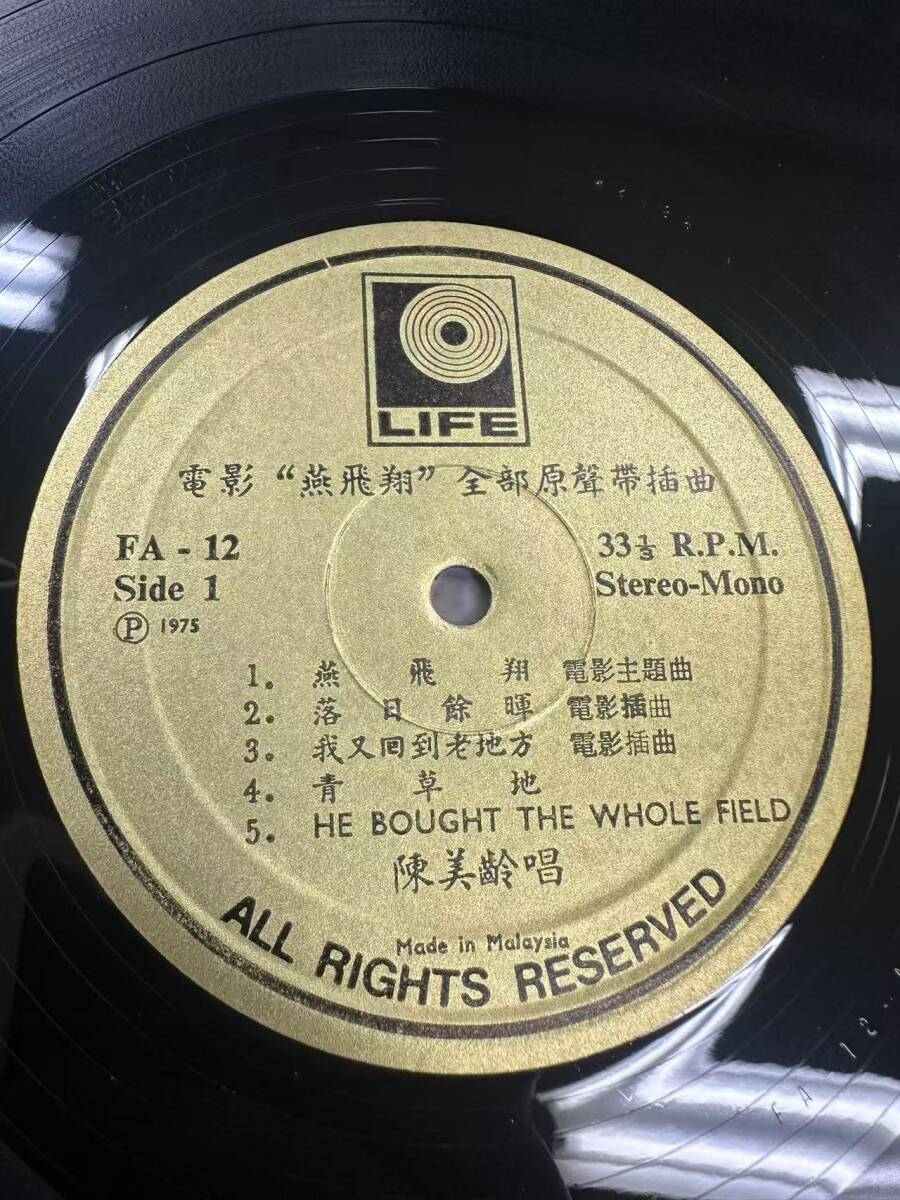 LIFE
電影 “燕飛翔” 全部原聲帶插曲
FA - 12
Side 1
Ⓟ 1975
33⅓ R.P.M.
Stereo-Mono
1. 燕飛翔 電影主題曲
2. 落日餘暉 電影插曲
3. 我又回到老地方 電影插曲
4. 青草地
5. HE BOUGHT THE WHOLE FIELD
陳美齡唱
Made in Malaysia
ALL RIGHTS RESERVED
FA 12